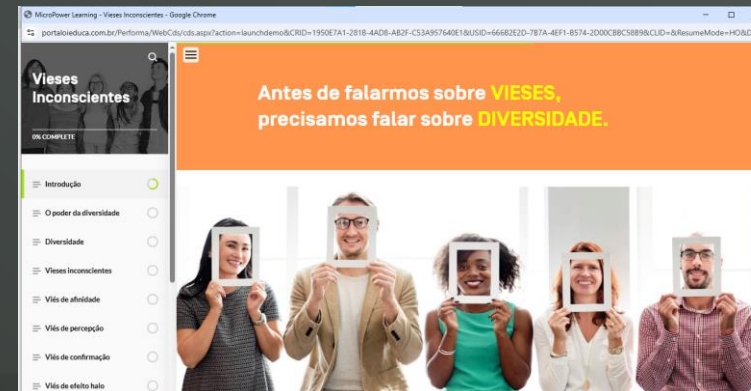 MicroPower Learning - Vieses Inconscientes - Google Chrome
portaloieduca.com.br/Performa/WebCds/cds.aspx?action=launchdemo&CRID=1950E7A1-281B-4AD8-AB2F-C53A957640E1&USID=666B2E2D-7B7A-4EF1-B574-2D00C8BC5889&CLID=&ResumeMode=HO&D
Vieses
Inconscientes
0% COMPLETE
Introdução
O poder da diversidade
Diversidade
Vieses inconscientes
Viés de afinidade
Viés de percepção
Viés de confirmação
Viés de efeito halo
Antes de falarmos sobre VIESES,
precisamos falar sobre DIVERSIDADE.